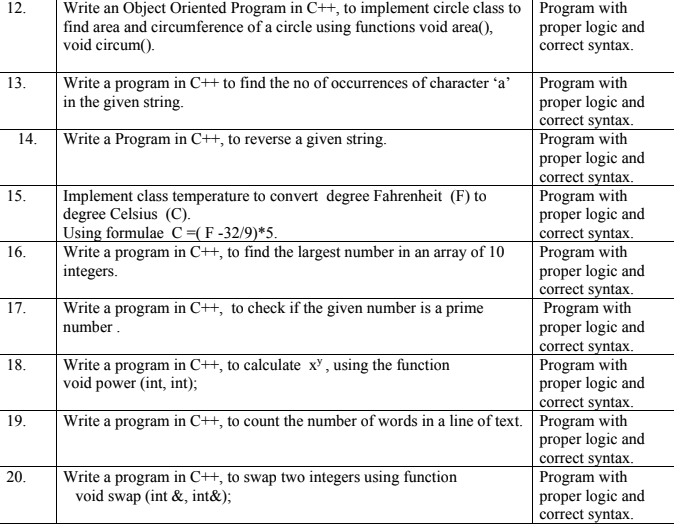 12. Write an Object Oriented Program in C++, to implement circle class to find area and circumference of a circle using functions void area(), void circum(). Program with proper logic and correct syntax.
13. Write a program in C++ to find the no of occurrences of character ‘a’ in the given string. Program with proper logic and correct syntax.
14. Write a Program in C++, to reverse a given string. Program with proper logic and correct syntax.
15. Implement class temperature to convert degree Fahrenheit (F) to degree Celsius (C). Using formulae C =( F -32/9)*5. Program with proper logic and correct syntax.
16. Write a program in C++, to find the largest number in an array of 10 integers. Program with proper logic and correct syntax.
17. Write a program in C++, to check if the given number is a prime number . Program with proper logic and correct syntax.
18. Write a program in C++, to calculate xʸ , using the function void power (int, int); Program with proper logic and correct syntax.
19. Write a program in C++, to count the number of words in a line of text. Program with proper logic and correct syntax.
20. Write a program in C++, to swap two integers using function void swap (int &, int&); Program with proper logic and correct syntax.